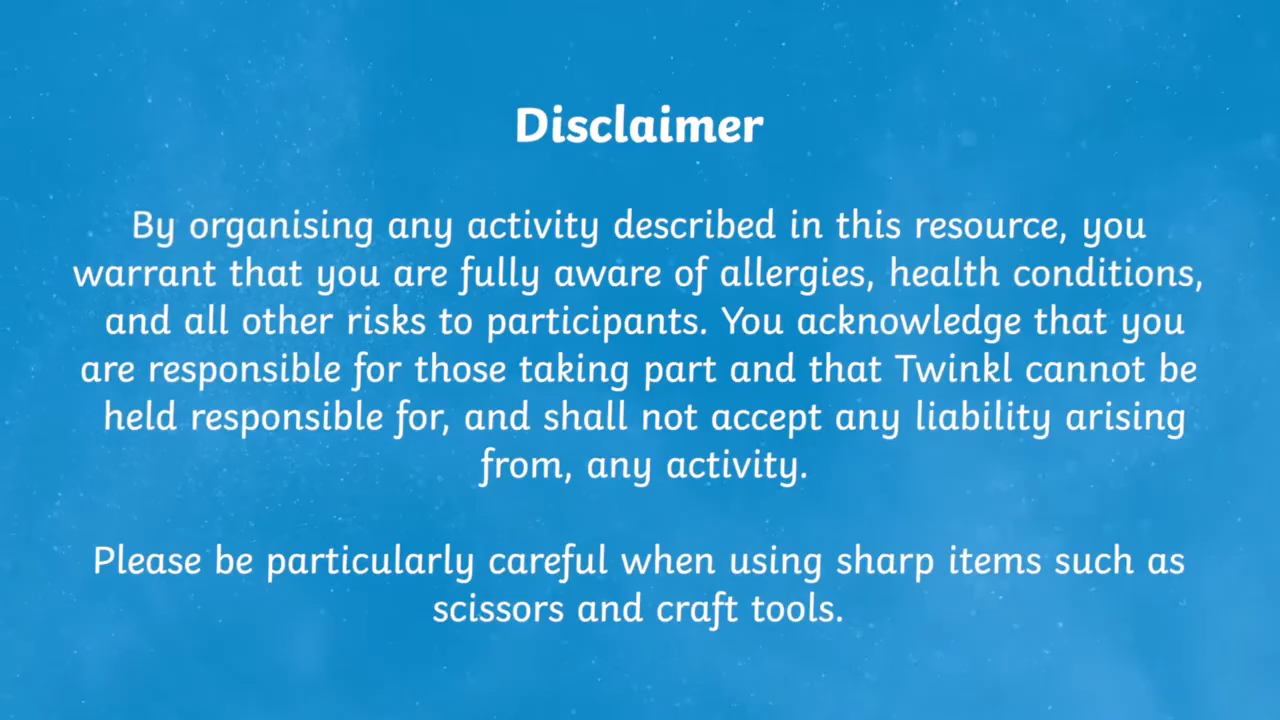 Disclaimer
By organising any activity described in this resource, you
warrant that you are fully aware of allergies, health conditions,
and all other risks to participants. You acknowledge that you
are responsible for those taking part and that Twinkl cannot be
held responsible for, and shall not accept any liability arising
from, any activity.
Please be particularly careful when using sharp items such as
scissors and craft tools.